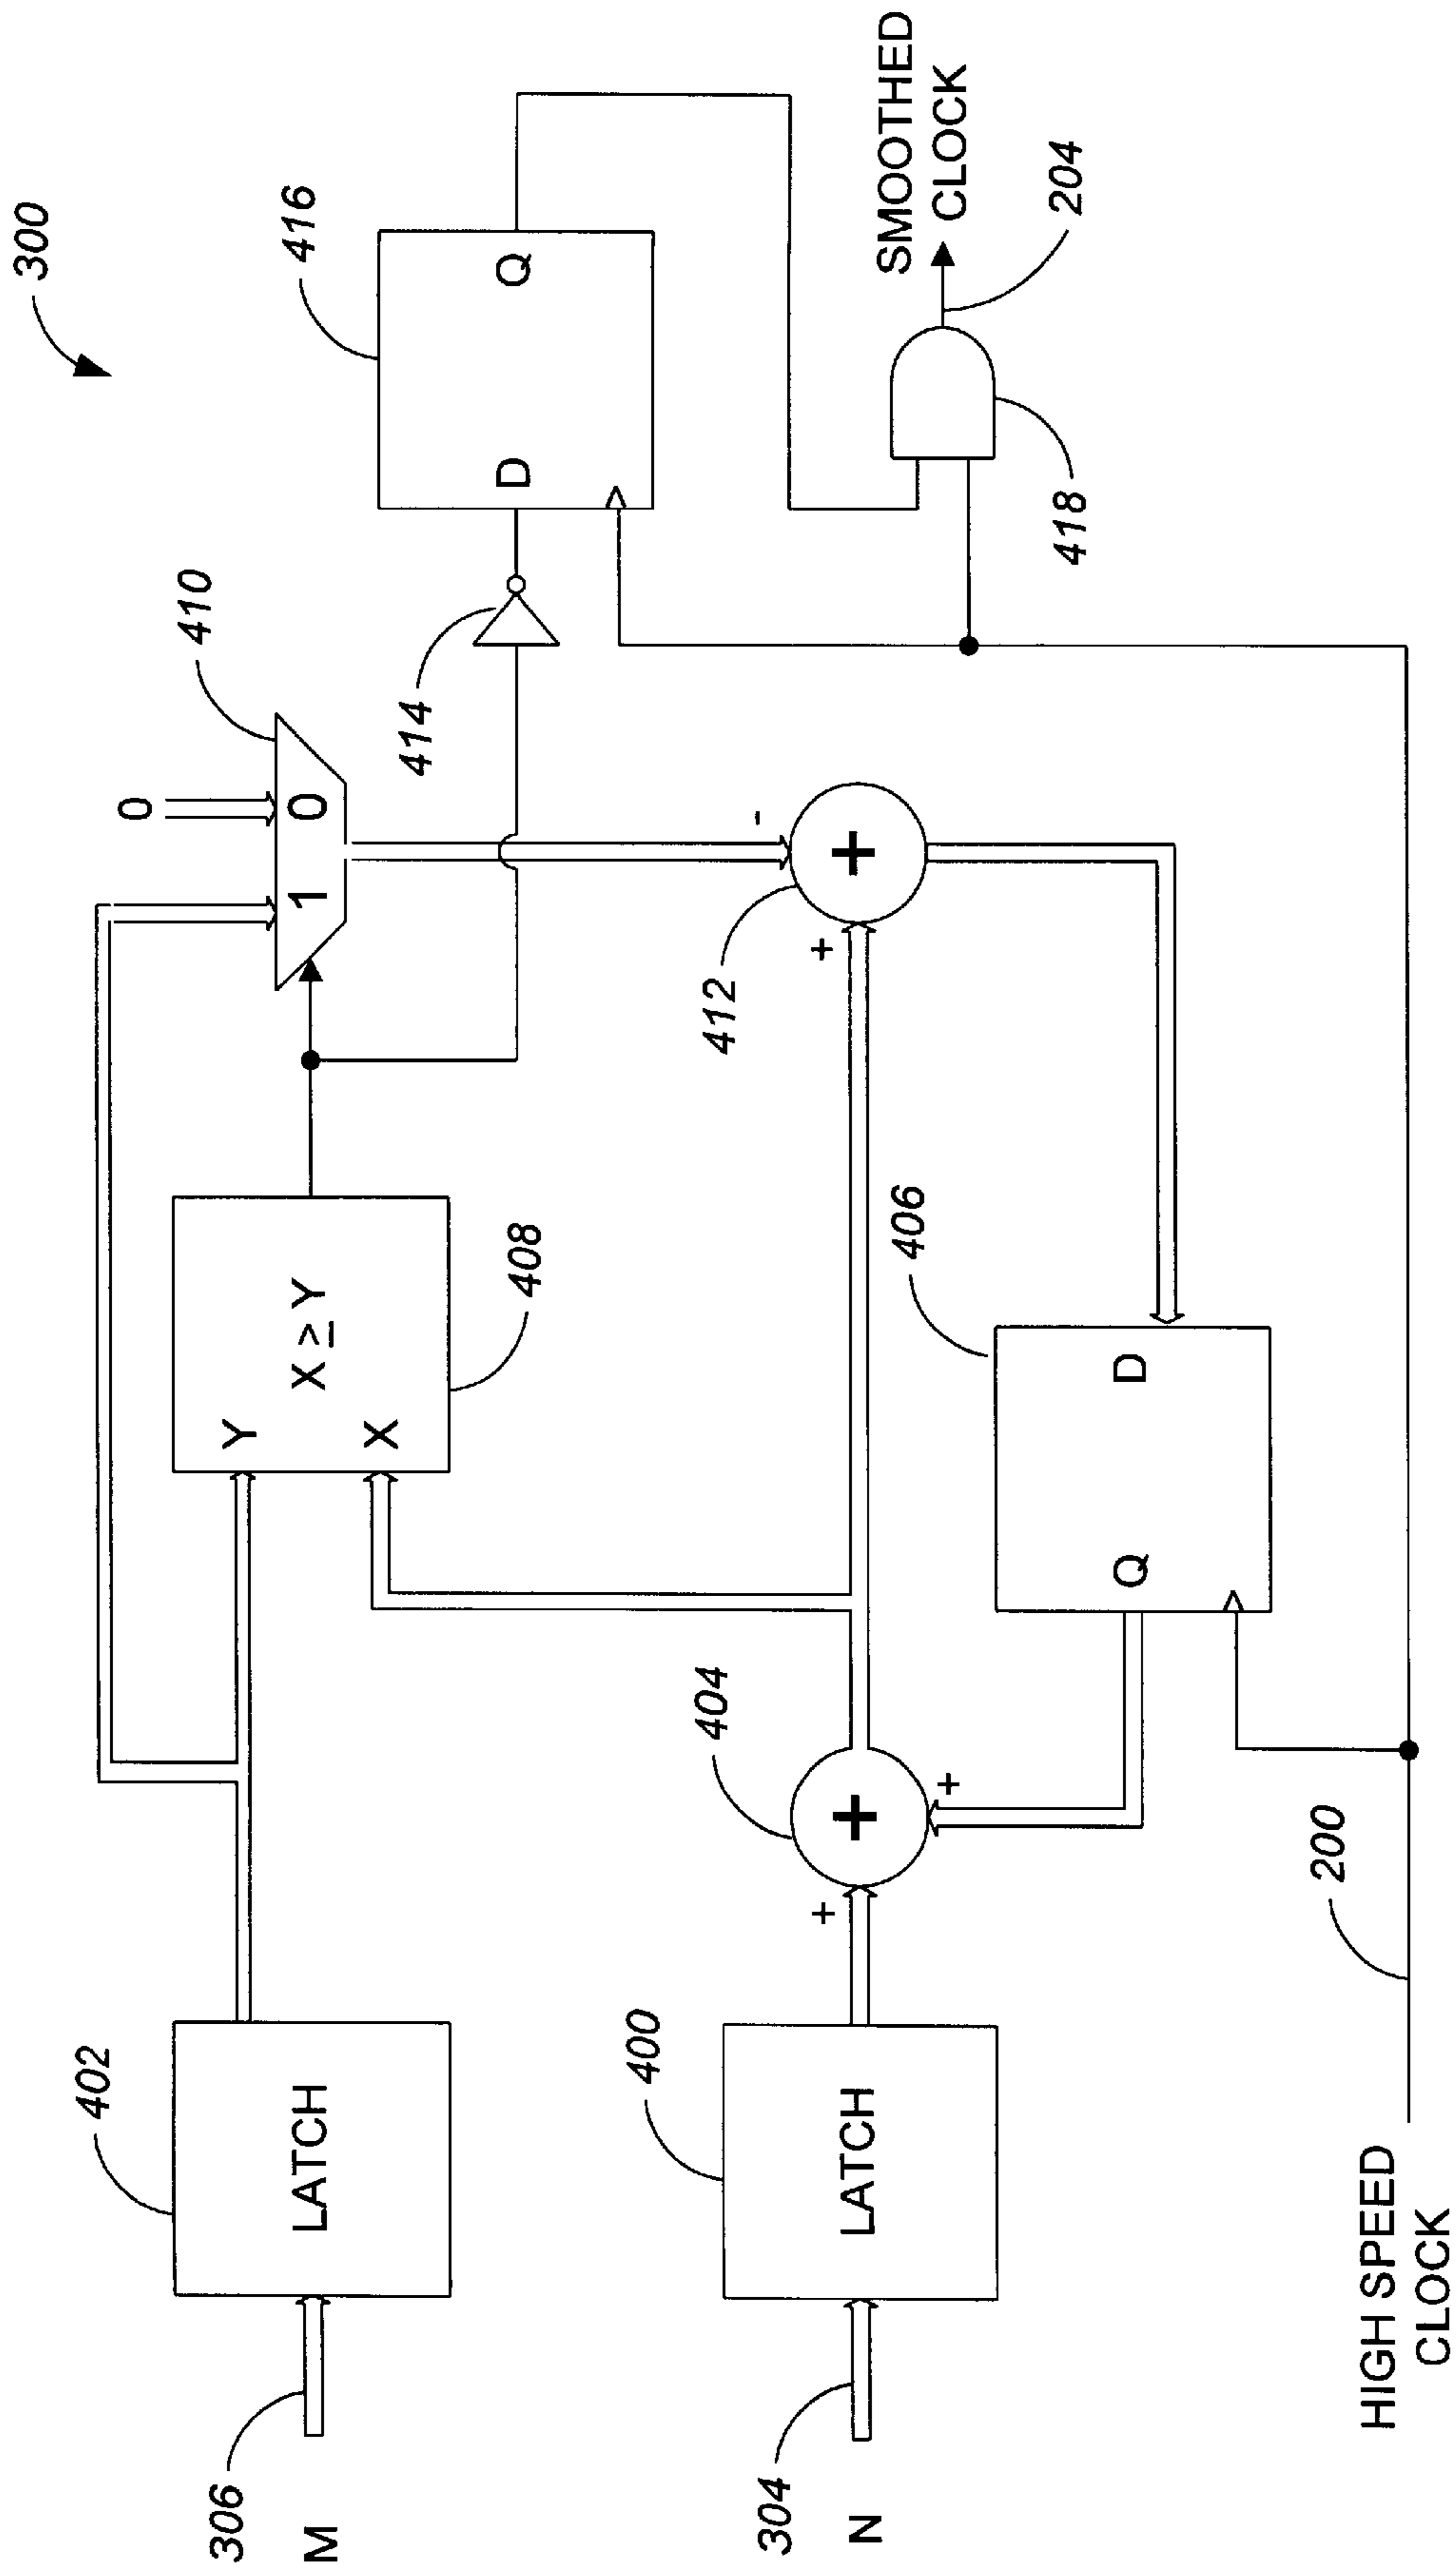 300
402
LATCH
306
M
Y
X
X ≥ Y
408
1
0
0
410
414
416
D
Q
400
LATCH
304
N
404
+
+
+
412
+
+
-
406
Q
D
418
SMOOTHED
CLOCK
204
200
HIGH SPEED
CLOCK